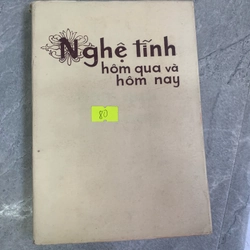 Nghệ tĩnh
hôm qua và
hôm nay
80